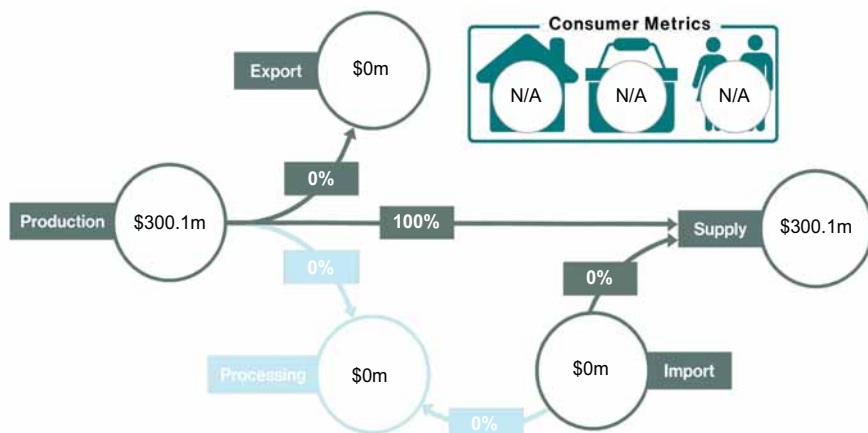 Consumer Metrics
Export
$0m
N/A
N/A
N/A
0%
Production
$300.1m
100%
Supply
$300.1m
0%
0%
Processing
$0m
$0m
Import
0%